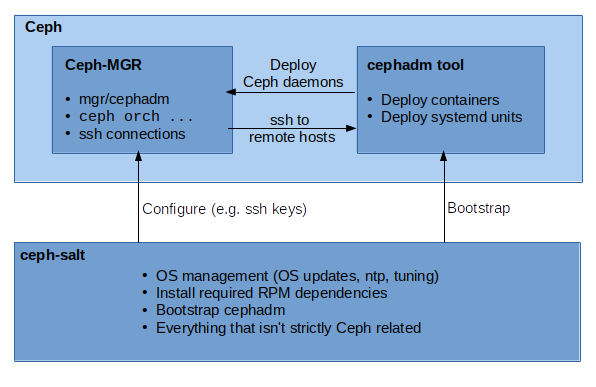 Ceph
Ceph-MGR
• mgr/cephadm
• ceph orch ...
• ssh connections
Deploy
Ceph daemons
ssh to
remote hosts
cephadm tool
• Deploy containers
• Deploy systemd units
Configure (e.g. ssh keys)
Bootstrap
ceph-salt
• OS management (OS updates, ntp, tuning)
• Install required RPM dependencies
• Bootstrap cephadm
• Everything that isn't strictly Ceph related